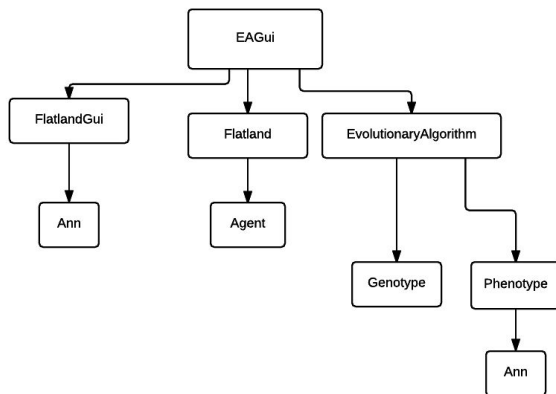 EAGui
FlatlandGui
Flatland
EvolutionaryAlgorithm
Ann
Agent
Genotype
Phenotype
Ann